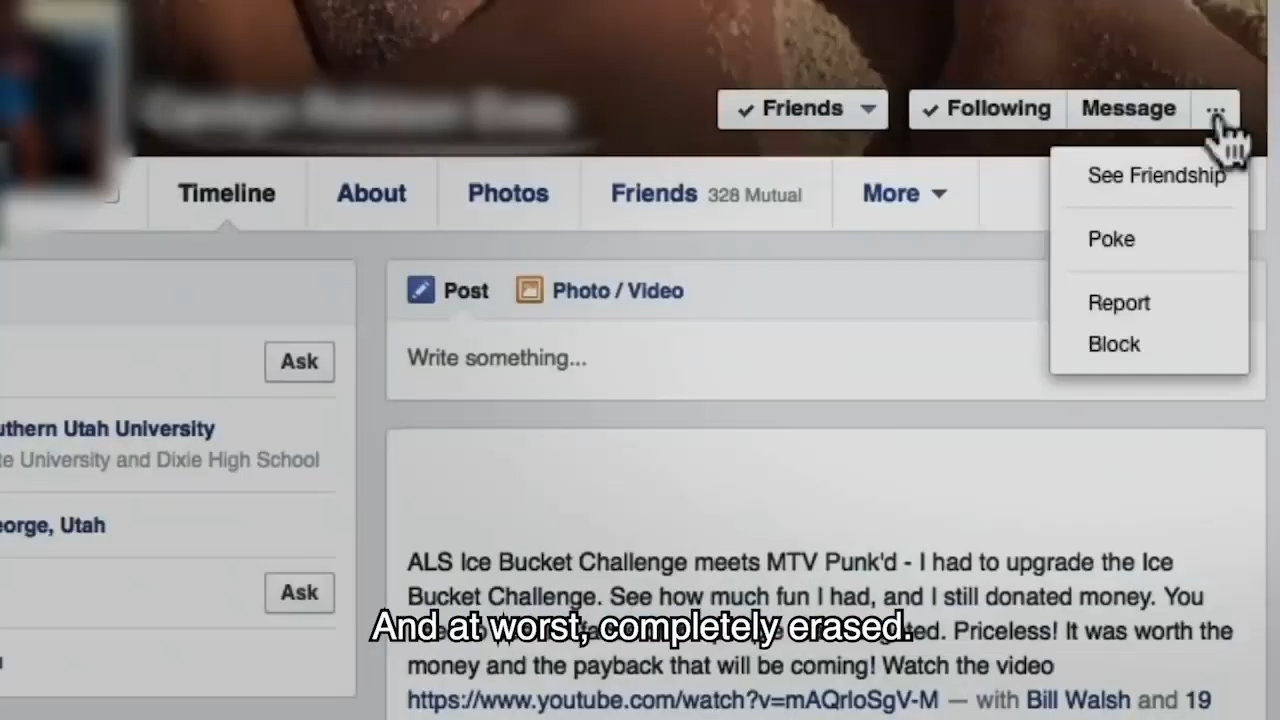 Friends
Following
Message
...
See Friendship
Poke
Report
Block
Timeline
About
Photos
Friends 328 Mutual
More
Post
Photo / Video
Write something...
Ask
uthern Utah University
te University and Dixie High School
eorge, Utah
Ask
ALS Ice Bucket Challenge meets MTV Punk'd - I had to upgrade the Ice
Bucket Challenge. See how much fun I had, and I still donated money. You
ed. Priceless! It was worth the
And at worst, completely erased.
money and the payback that will be coming! Watch the video
https://www.youtube.com/watch?v=mAQrloSgV-M — with Bill Walsh and 19